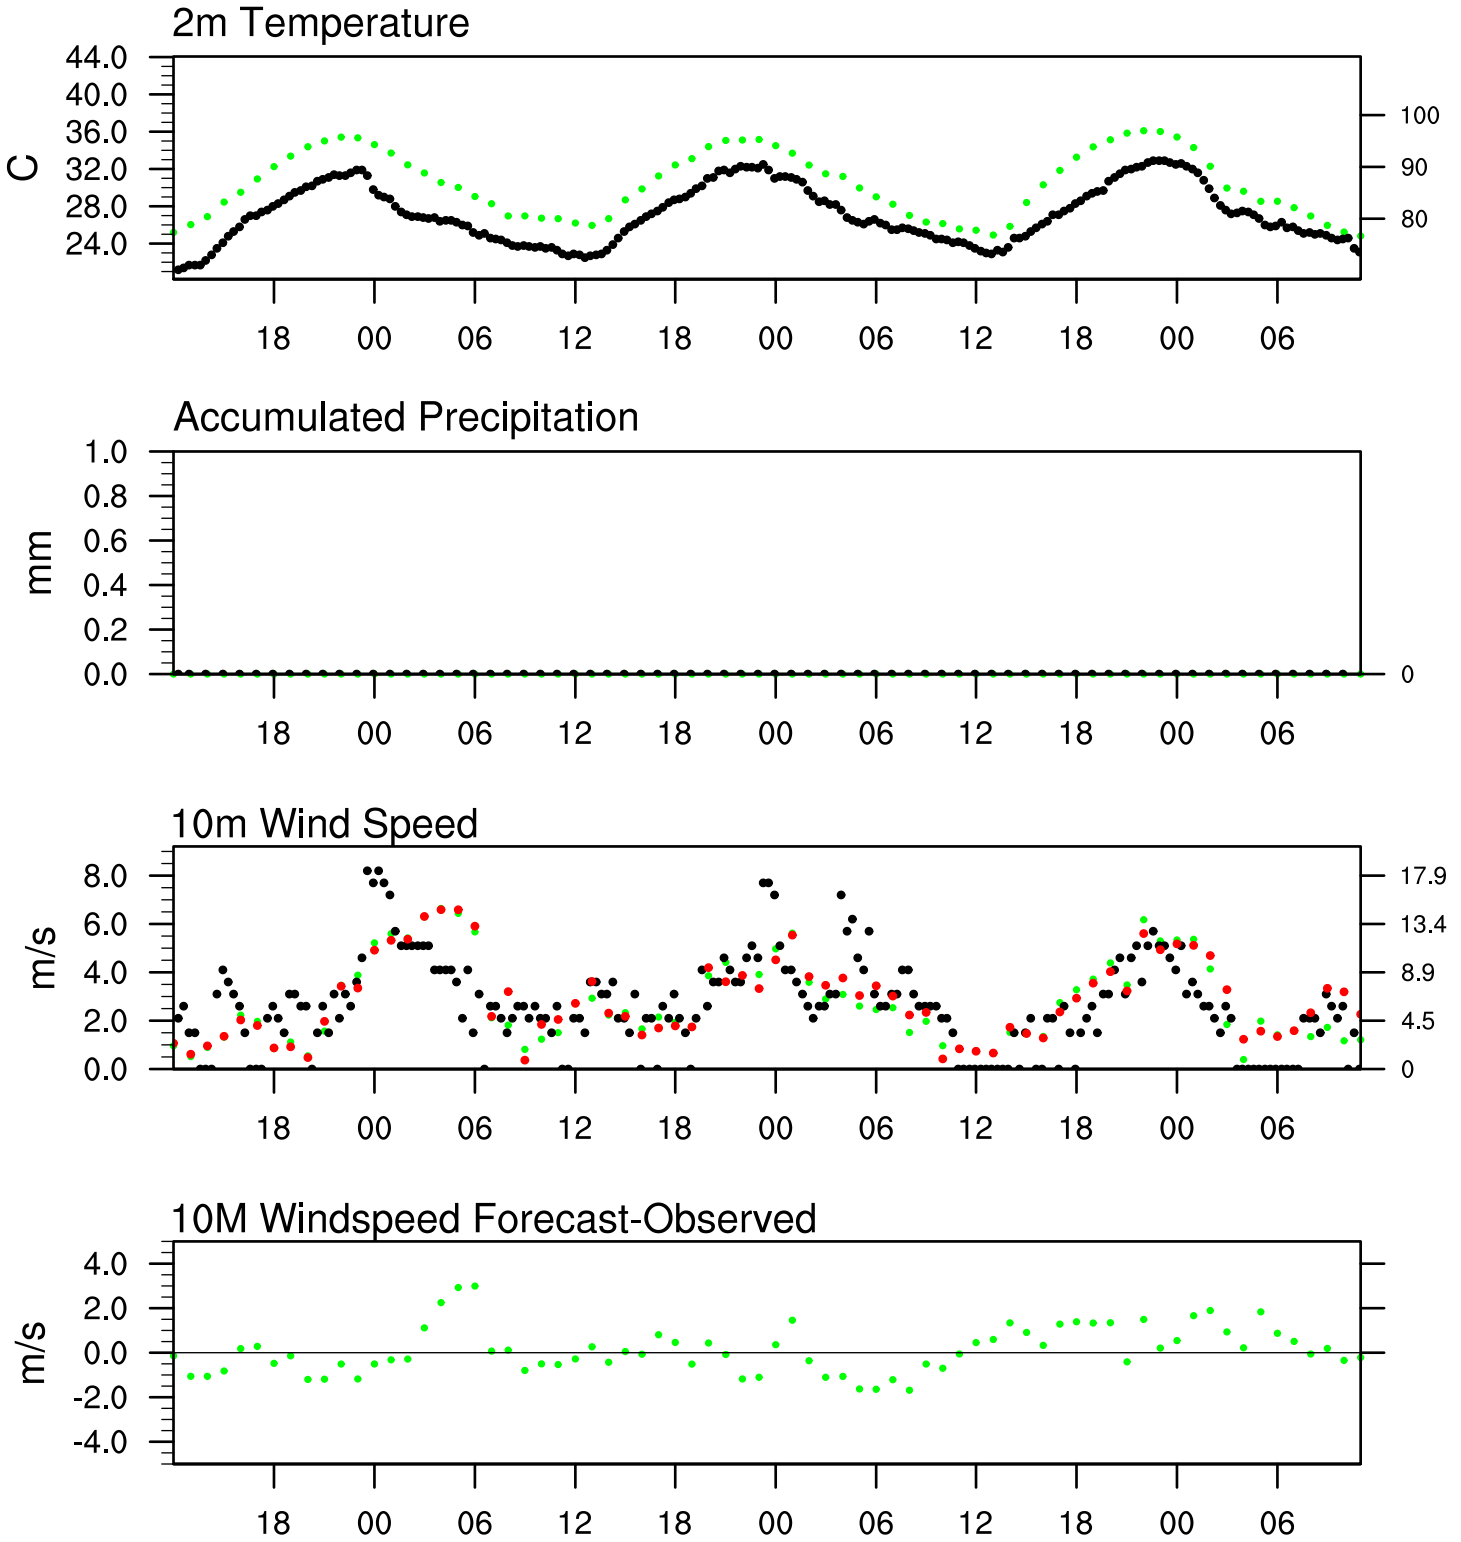 2m Temperature
44.0
40.0
36.0
32.0
28.0
24.0
C
100
90
80
18 00 06 12 18 00 06 12 18 00 06
Accumulated Precipitation
1.0
0.8
0.6
0.4
0.2
0.0
mm
0
18 00 06 12 18 00 06 12 18 00 06
10m Wind Speed
8.0
6.0
4.0
2.0
0.0
m/s
17.9
13.4
8.9
4.5
0
18 00 06 12 18 00 06 12 18 00 06
10M Windspeed Forecast-Observed
4.0
2.0
0.0
-2.0
-4.0
m/s
18 00 06 12 18 00 06 12 18 00 06